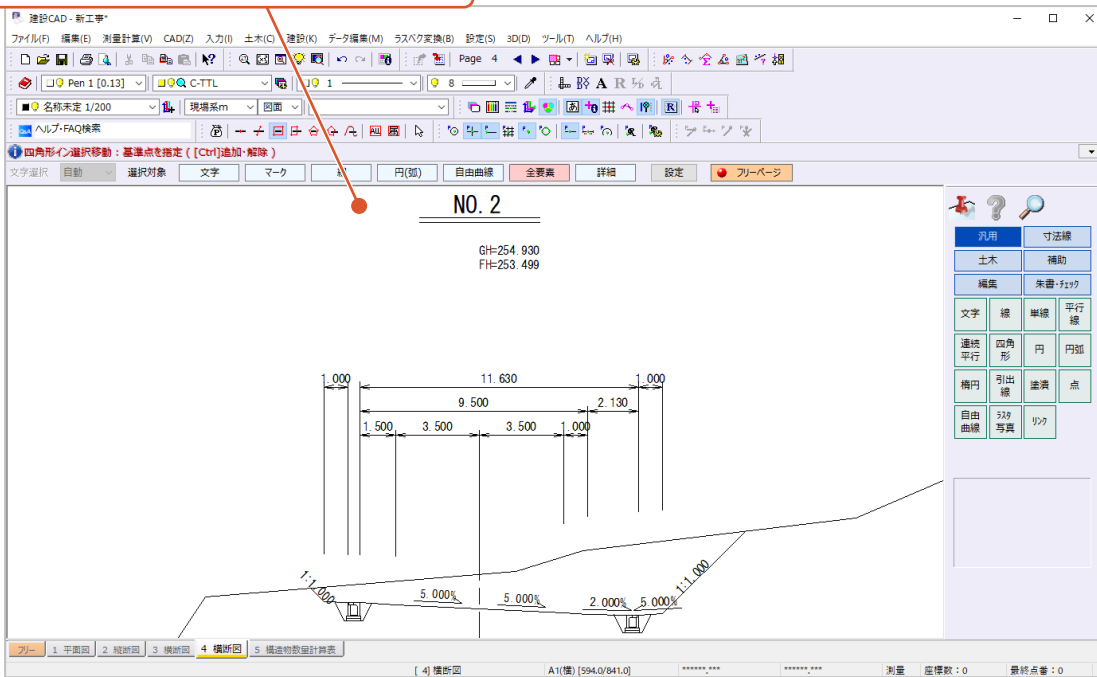 建設CAD - 新工事*
ファイル(F) 編集(E) 測量計算(V) CAD(Z) 入力(I) 土木(C) 建設(K) データ編集(M) ラスベク変換(B) 設定(S) 3D(D) ツール(T) ヘルプ(H)
Page 4
Pen 1 [0.13] C-TTL 1 8
A R
名称未定 1/200 現場系m 図面
R
ヘルプ・FAQ検索
四角形イン選択移動 : 基準点を指定 ( [Ctrl]追加・解除 )
文字選択 自動 選択対象 文字 マーク 円(弧) 自由曲線 全要素 詳細 設定 フリーページ
NO. 2
GH=254. 930
FH=253. 499
1. 000 11. 630 1. 000
9. 500 2. 130
1. 500 3. 500 3. 500 1. 000
1:1. 000 1:1. 000
5. 000% 5. 000% 2. 000% 5. 000%
汎用 寸法線
土木 補助
編集 朱書・チェック
文字 線 単線 平行線
連続平行 四角形 円 円弧
楕円 引出線 塗潰 点
自由曲線 ラスタ写真 リンク
フリー 1 平面図 2 縦断図 3 横断図 4 横断図 5 構造物数量計算表
[ 4] 横断図 A1(横) [594.0/841.0] ******.*** ******.*** 測量 座標数 : 0 最終点番 : 0